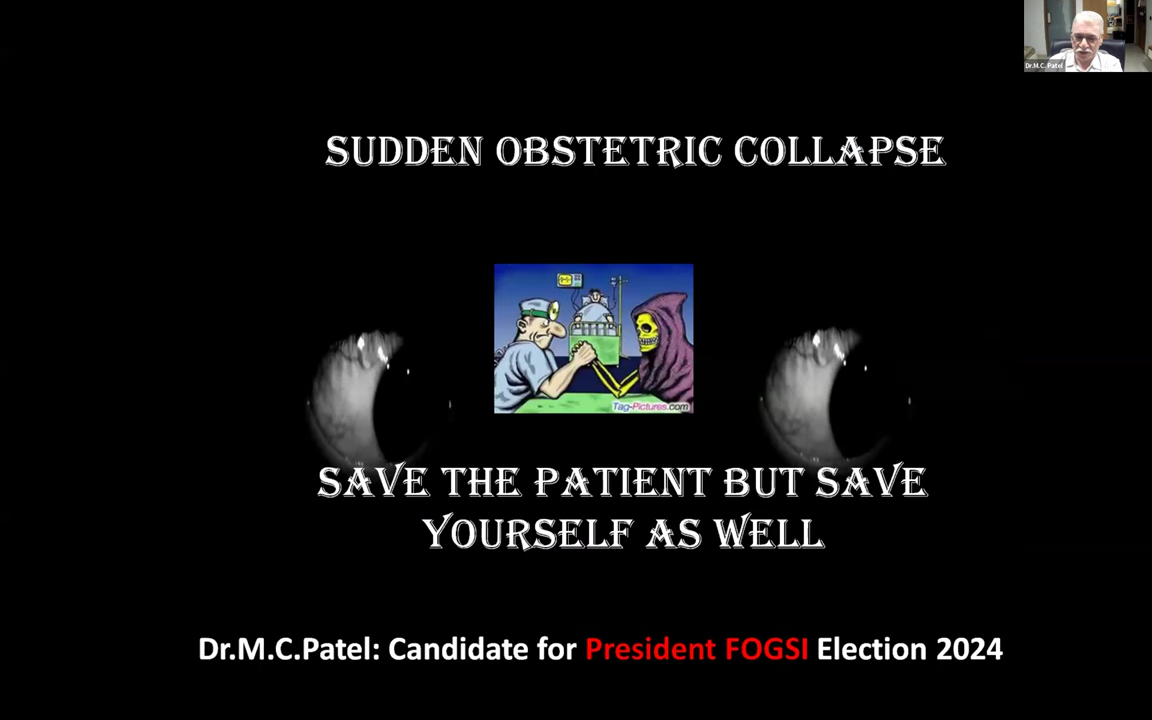 Dr.M.C. Patel
SUDDEN OBSTETRIC COLLAPSE
Tag-Pictures.com
SAVE THE PATIENT BUT SAVE
YOURSELF AS WELL
Dr.M.C.Patel: Candidate for President FOGSI Election 2024